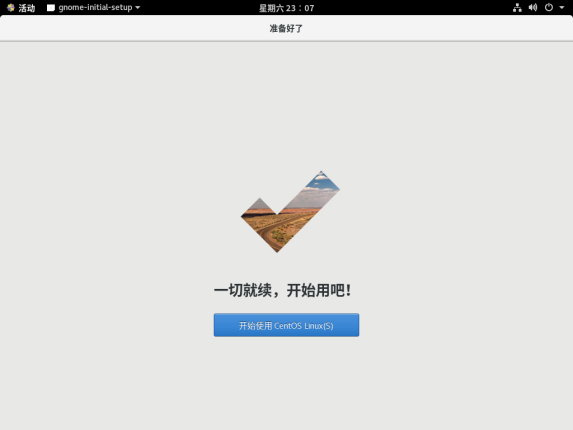 活动 gnome-initial-setup 星期六 23：07
准备好了
一切就续，开始用吧！
开始使用 CentOS Linux(S)